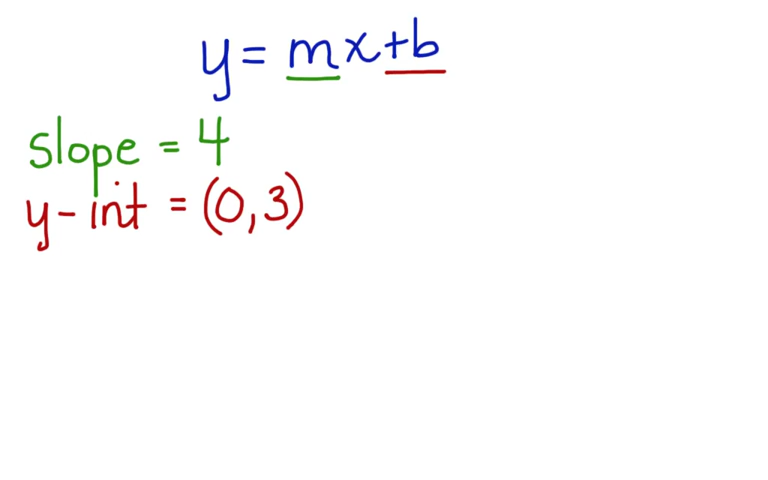 y = mx+b
slope = 4
y-int = (0,3)